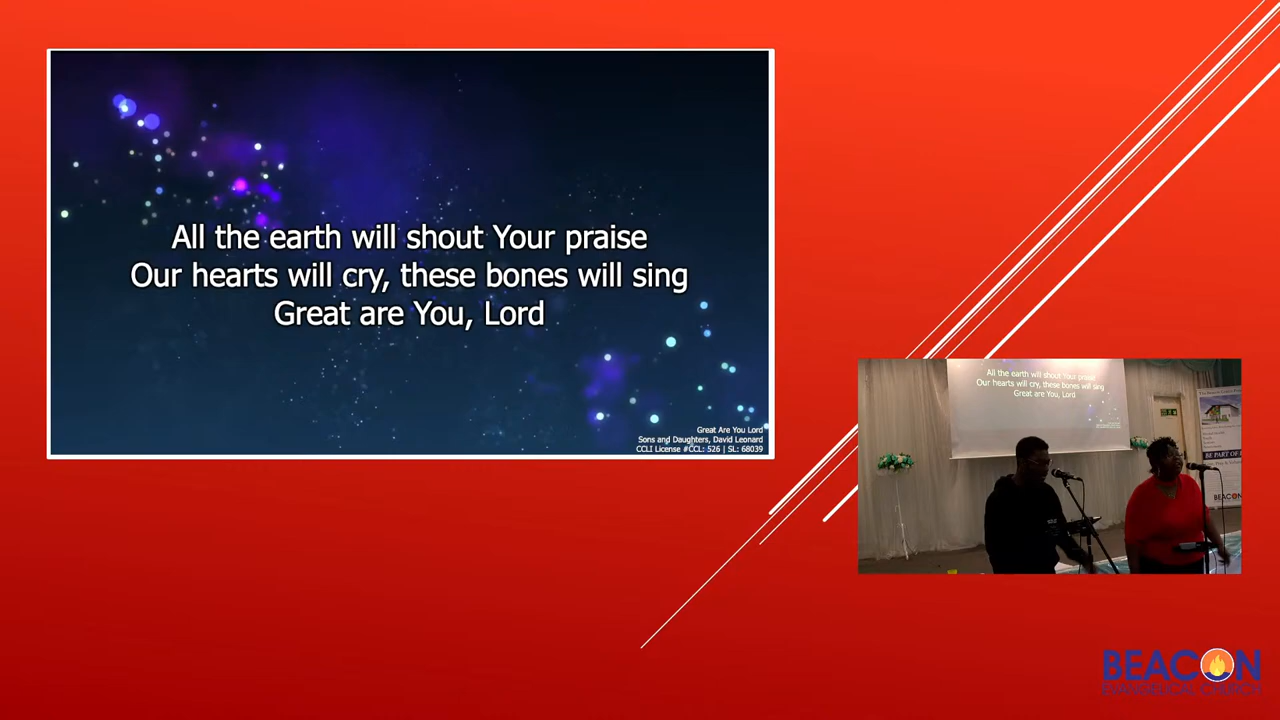 All the earth will shout Your praise
Our hearts will cry, these bones will sing
Great are You, Lord
Great Are You Lord
Sons and Daughters, David Leonard
CCLI License #CCL: 526 | SL: 68039
All the earth will shout Your praise
Our hearts will cry, these bones will sing
Great are You, Lord
BE PART OF
BEACON
BEACON
EVANGELICAL CHURCH